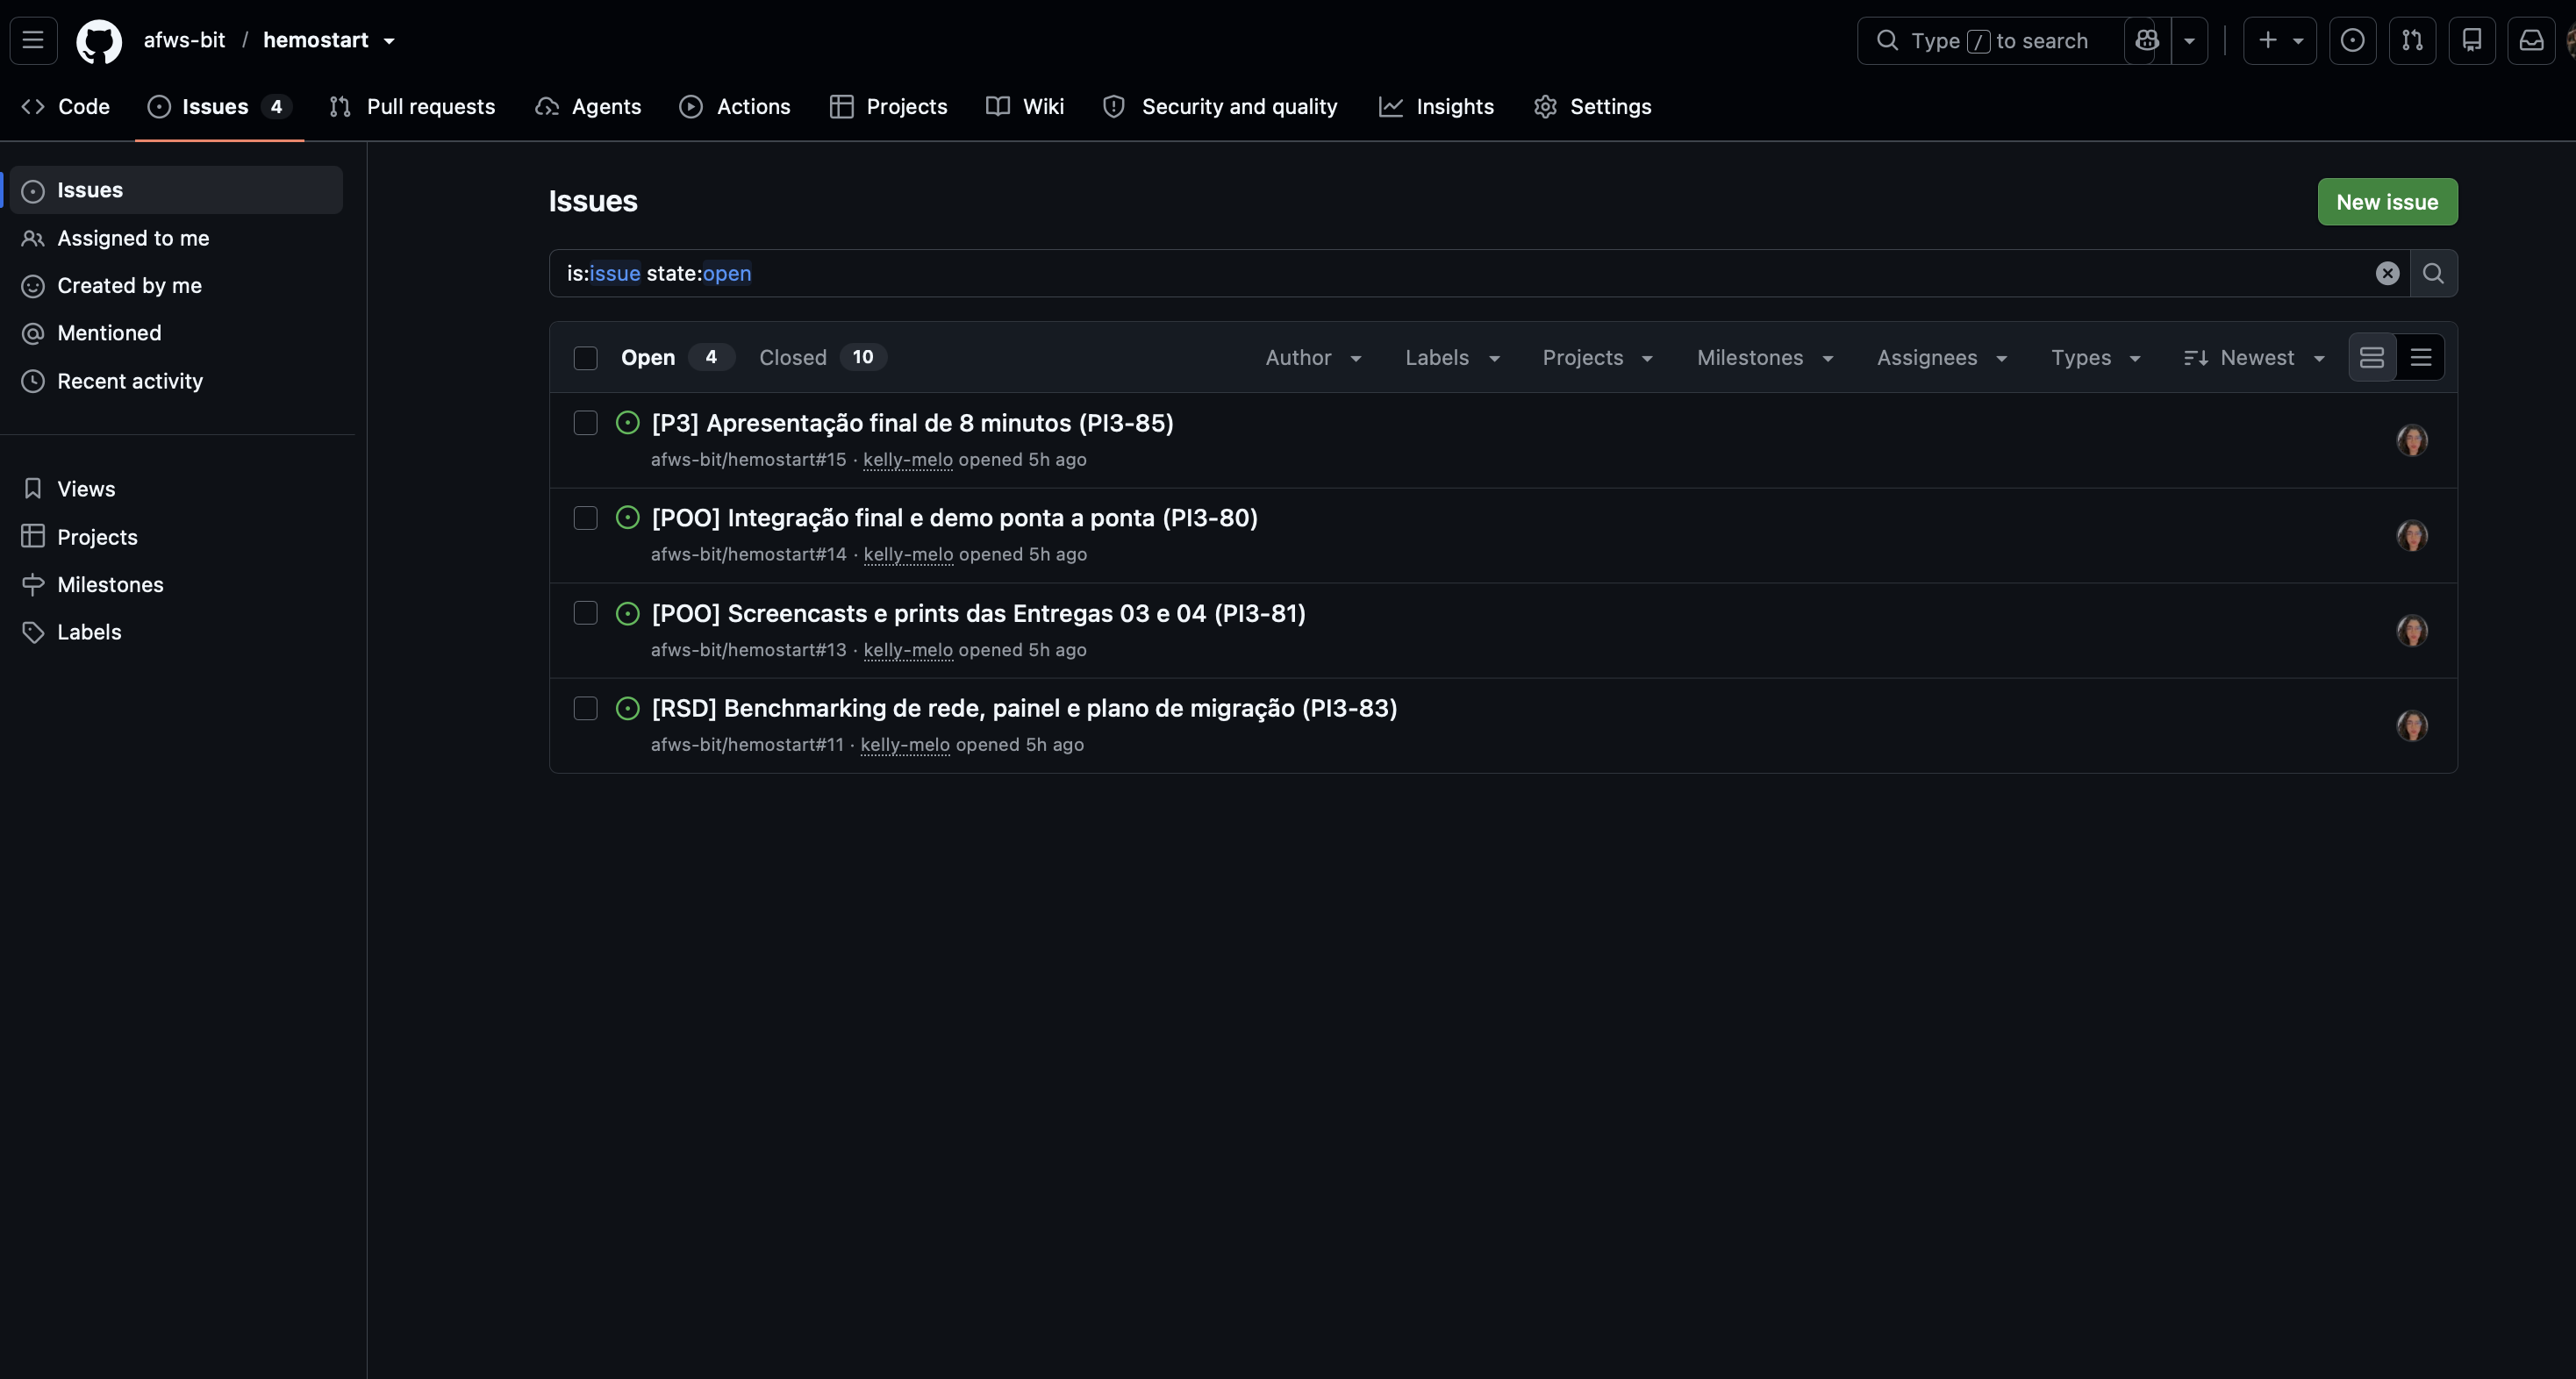 afws-bit / hemostart
Type / to search
Code
Issues 4
Pull requests
Agents
Actions
Projects
Wiki
Security and quality
Insights
Settings
Issues
Assigned to me
Created by me
Mentioned
Recent activity
Views
Projects
Milestones
Labels
Issues
New issue
is:issue state:open
Open 4 Closed 10 Author Labels Projects Milestones Assignees Types Newest
[P3] Apresentação final de 8 minutos (PI3-85)
afws-bit/hemostart#15 · kelly-melo opened 5h ago
[POO] Integração final e demo ponta a ponta (PI3-80)
afws-bit/hemostart#14 · kelly-melo opened 5h ago
[POO] Screencasts e prints das Entregas 03 e 04 (PI3-81)
afws-bit/hemostart#13 · kelly-melo opened 5h ago
[RSD] Benchmarking de rede, painel e plano de migração (PI3-83)
afws-bit/hemostart#11 · kelly-melo opened 5h ago